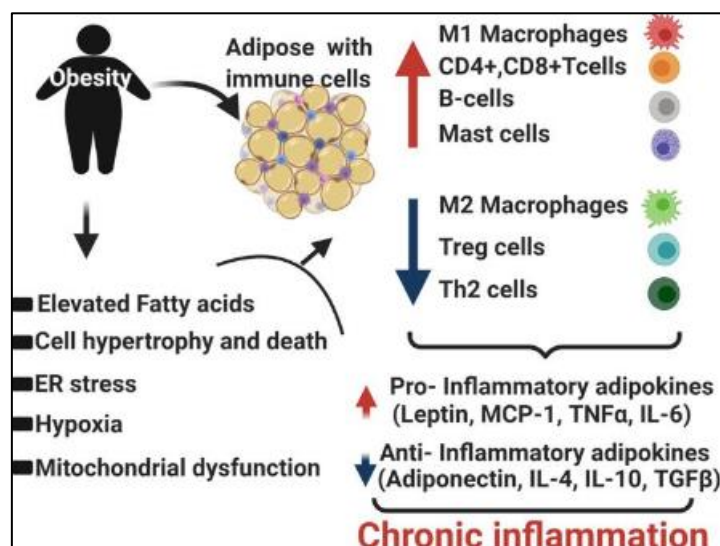 Obesity
Adipose with
immune cells
M1 Macrophages
CD4+,CD8+Tcells
B-cells
Mast cells
M2 Macrophages
Treg cells
Th2 cells
Elevated Fatty acids
Cell hypertrophy and death
ER stress
Hypoxia
Mitochondrial dysfunction
Pro- Inflammatory adipokines
(Leptin, MCP-1, TNFα, IL-6)
Anti- Inflammatory adipokines
(Adiponectin, IL-4, IL-10, TGFβ)
Chronic inflammation